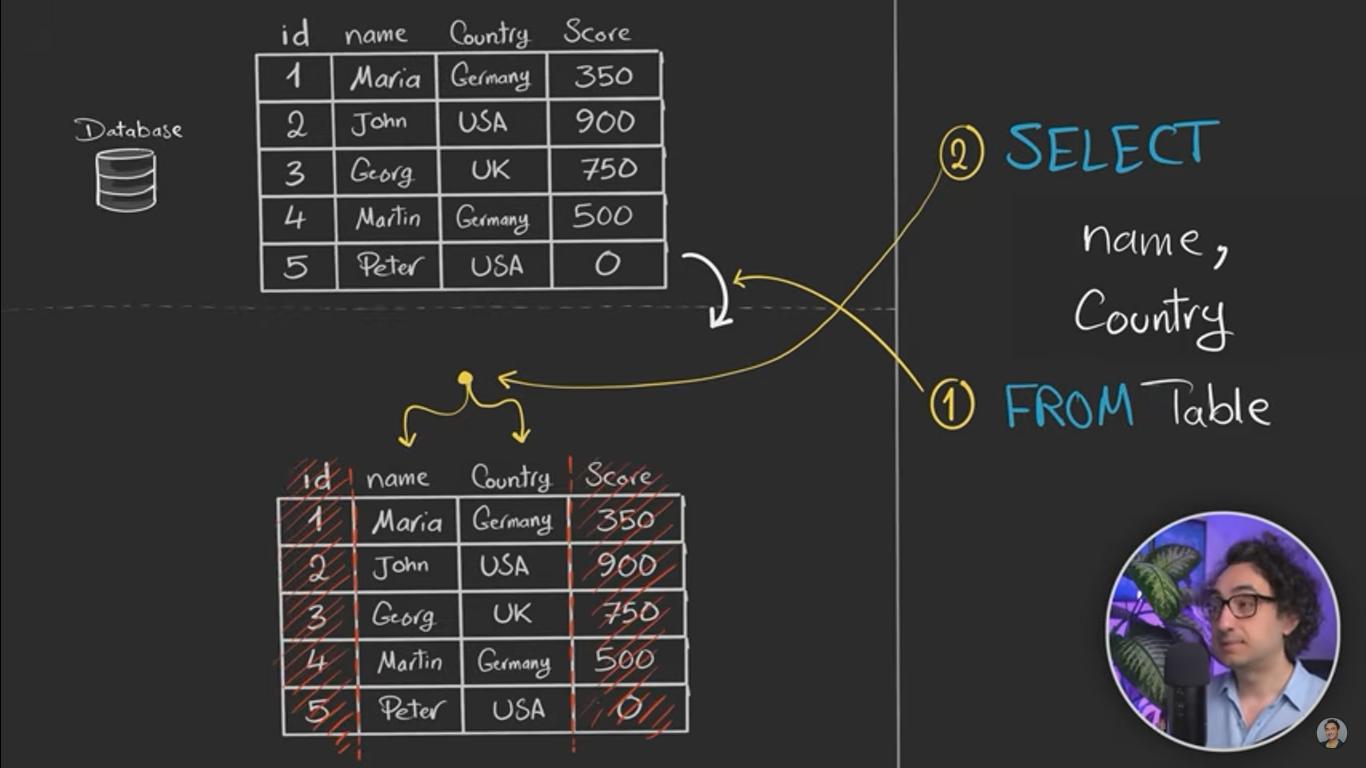 id name Country Score
1 Maria Germany 350
2 John USA 900
3 Georg UK 750
4 Martin Germany 500
5 Peter USA 0
Database
2 SELECT
name,
Country
1 FROM Table
id name Country Score
1 Maria Germany 350
2 John USA 900
3 Georg UK 750
4 Martin Germany 500
5 Peter USA 0